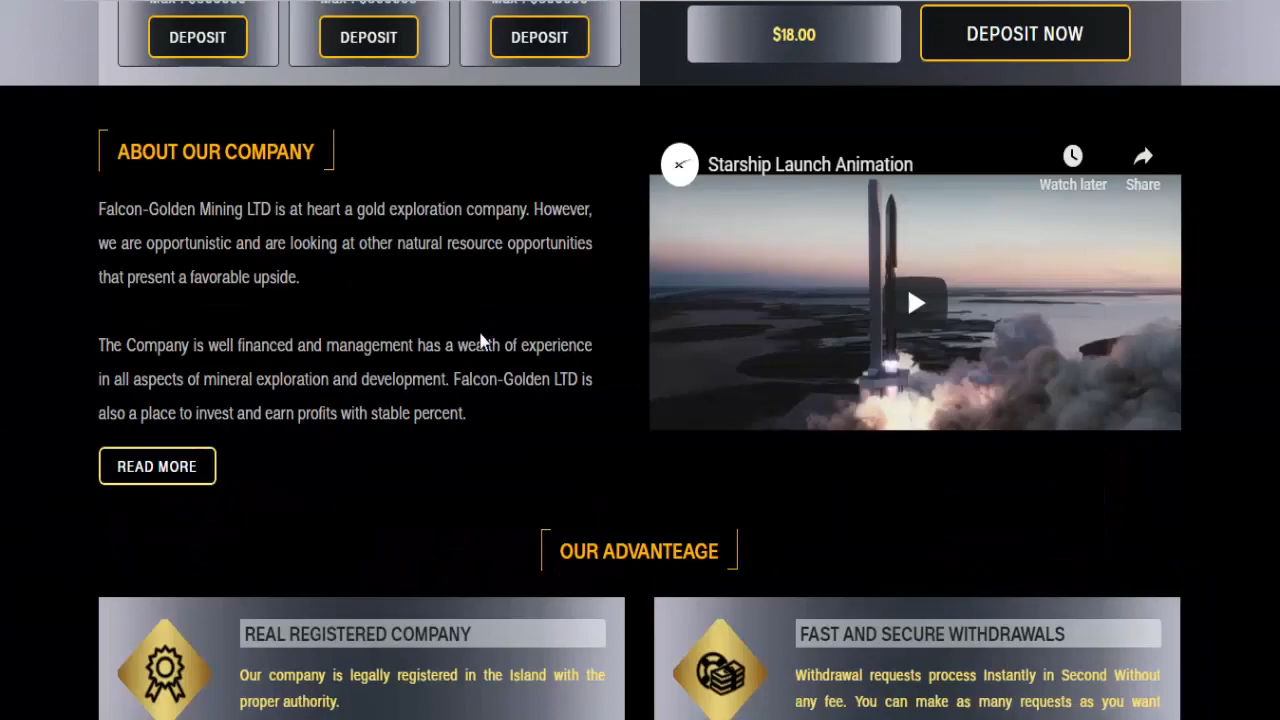 DEPOSIT
DEPOSIT
DEPOSIT
$18.00
DEPOSIT NOW
ABOUT OUR COMPANY
Falcon-Golden Mining LTD is at heart a gold exploration company. However,
we are opportunistic and are looking at other natural resource opportunities
that present a favorable upside.
The Company is well financed and management has a wealth of experience
in all aspects of mineral exploration and development. Falcon-Golden LTD is
also a place to invest and earn profits with stable percent.
READ MORE
Starship Launch Animation
Watch later
Share
OUR ADVANTEAGE
REAL REGISTERED COMPANY
Our company is legally registered in the Island with the
proper authority.
FAST AND SECURE WITHDRAWALS
Withdrawal requests process Instantly in Second Without
any fee. You can make as many requests as you want